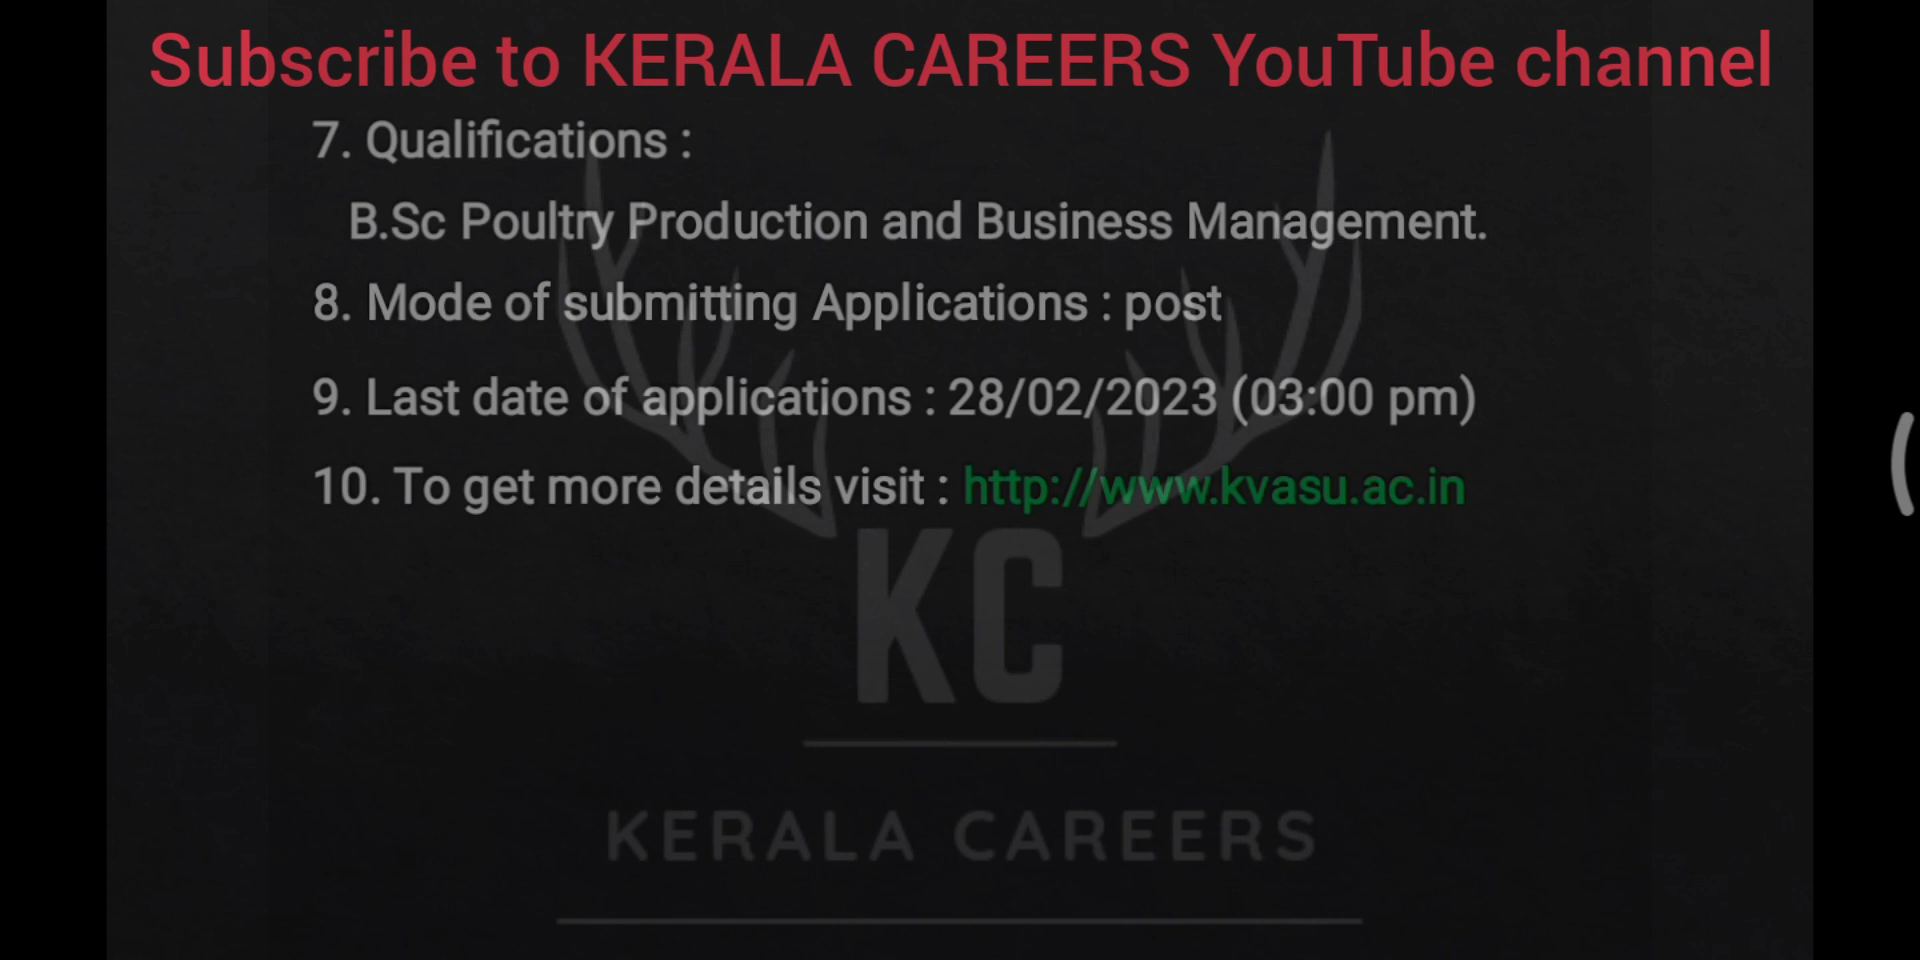 Subscribe to KERALA CAREERS YouTube channel
7. Qualifications :
B.Sc Poultry Production and Business Management.
8. Mode of submitting Applications : post
9. Last date of applications : 28/02/2023 (03:00 pm)
10. To get more details visit : http://www.kvasu.ac.in
KC
KERALA CAREERS